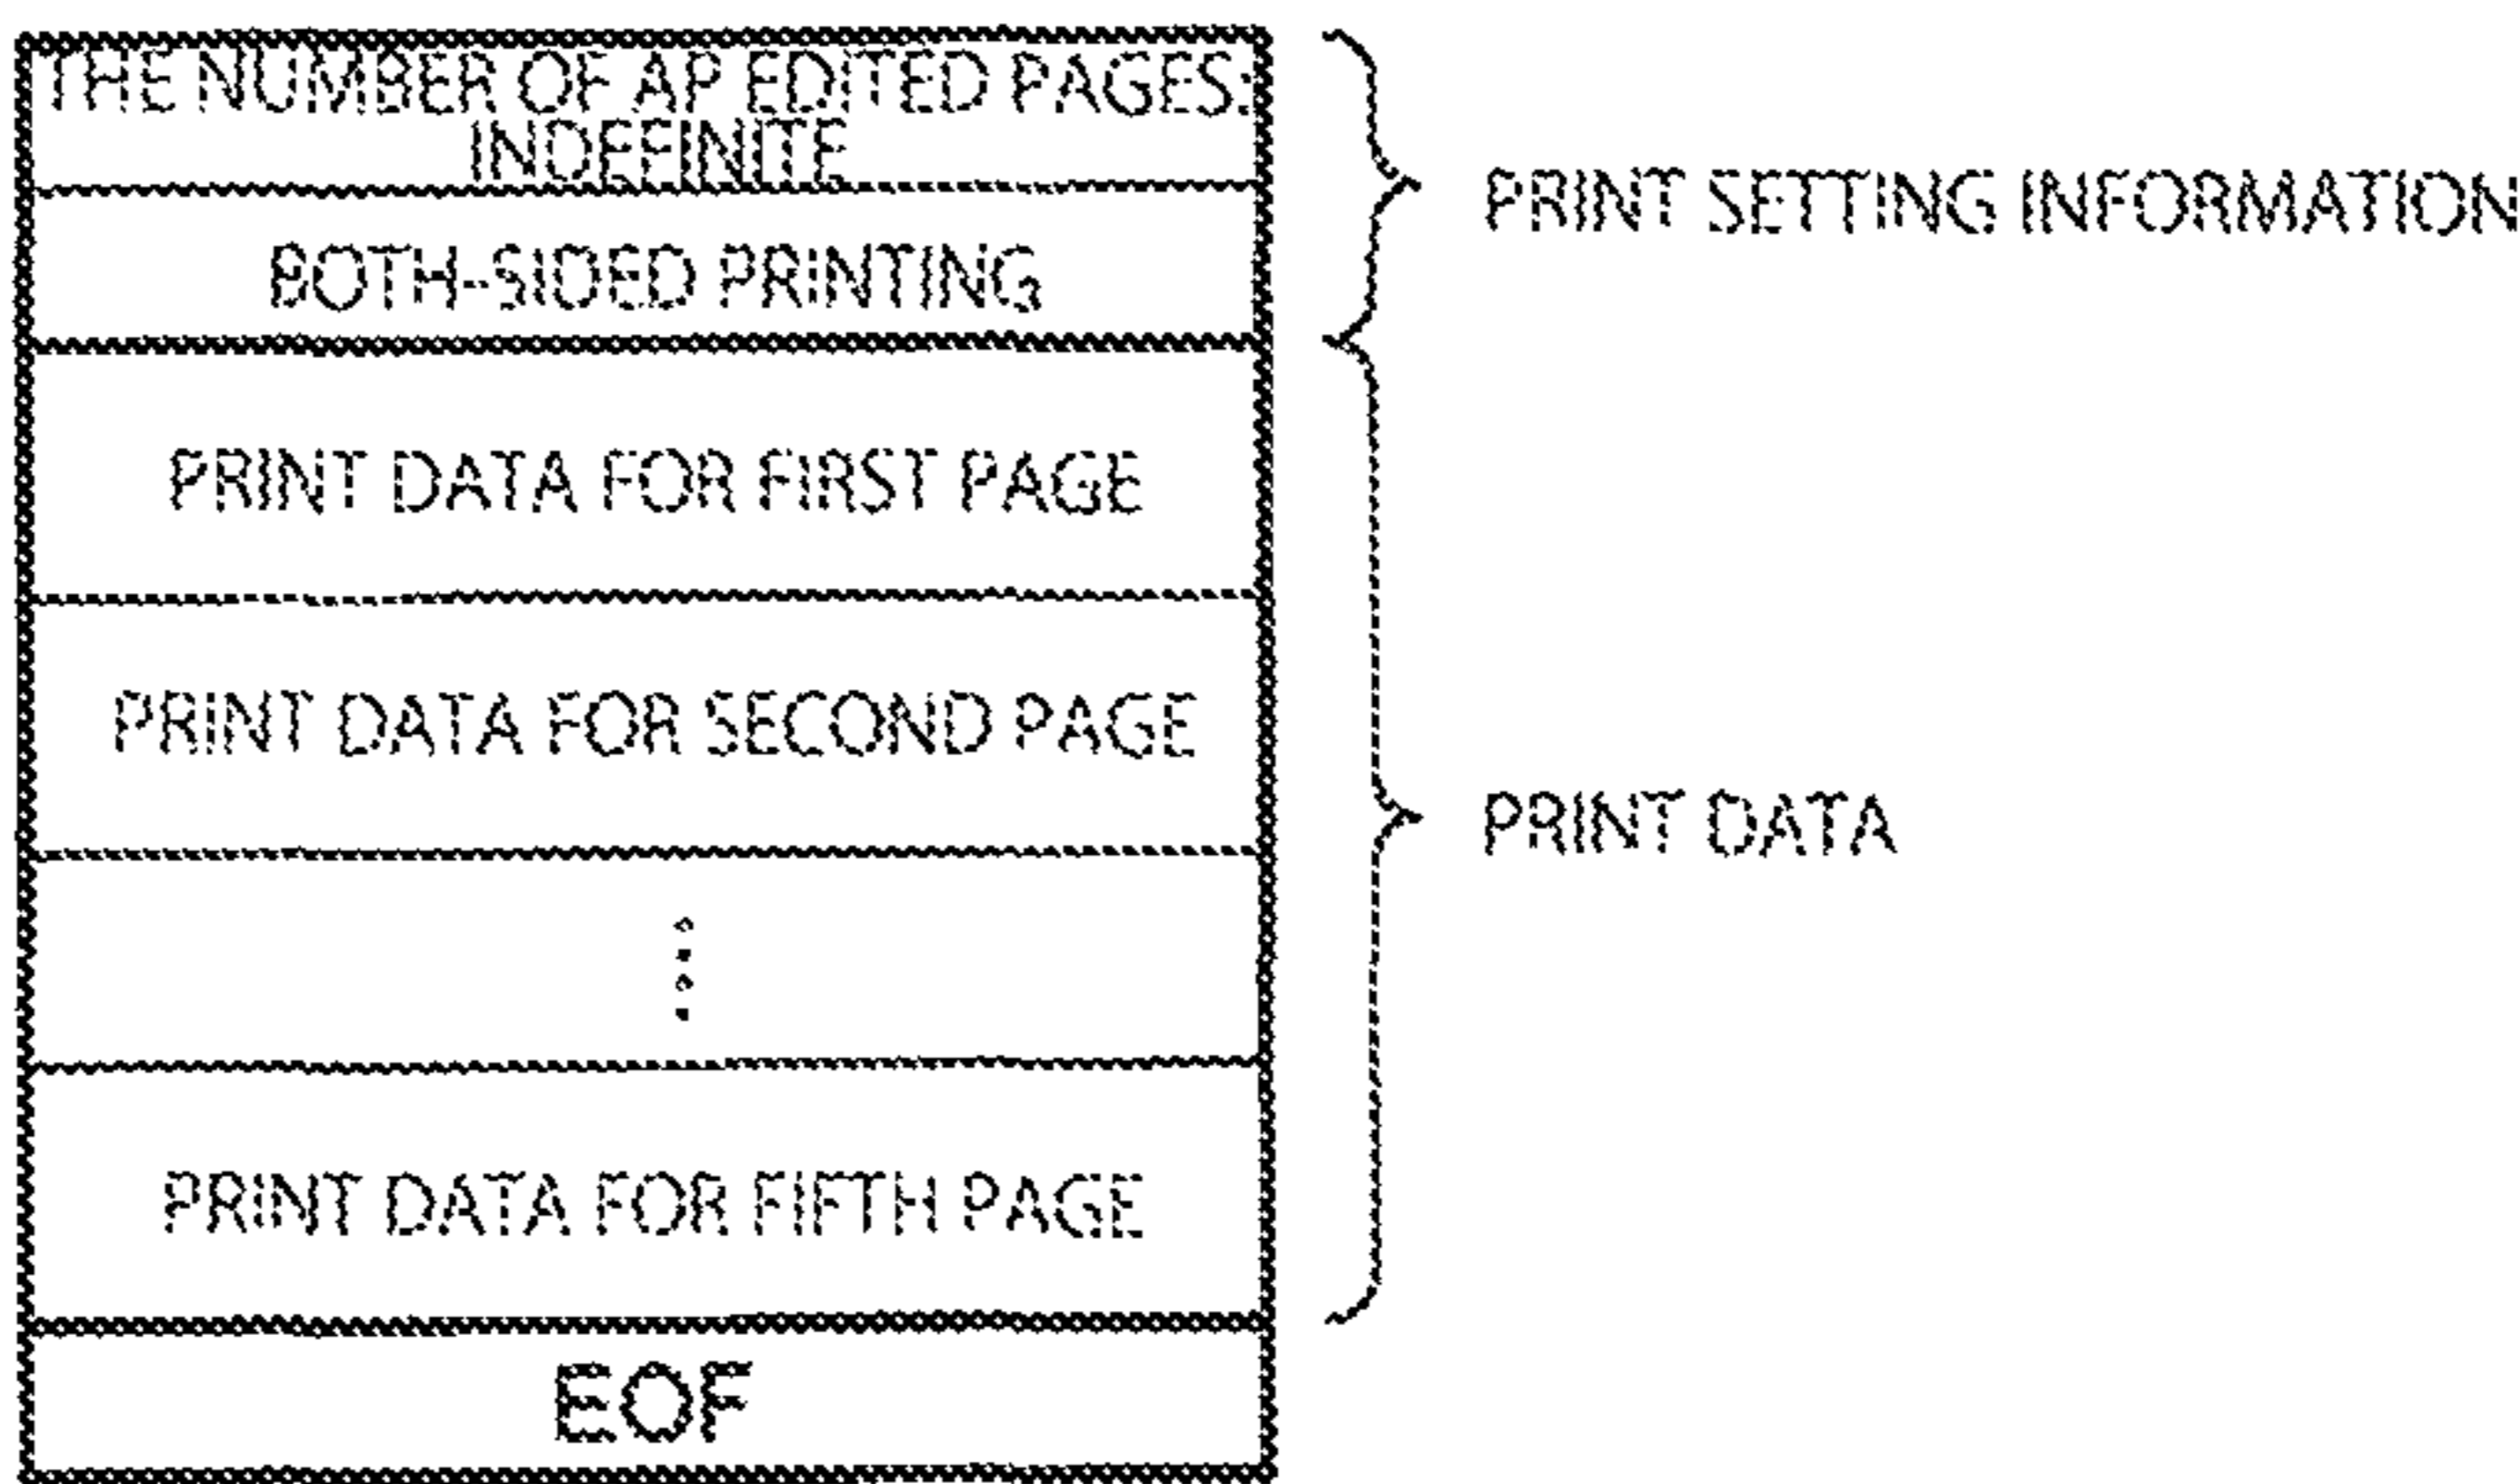 THE NUMBER OF AP EDITED PAGES:
INDEFINITE
BOTH-SIDED PRINTING
PRINT SETTING INFORMATION
PRINT DATA FOR FIRST PAGE
PRINT DATA FOR SECOND PAGE
PRINT DATA
PRINT DATA FOR FIFTH PAGE
EOF